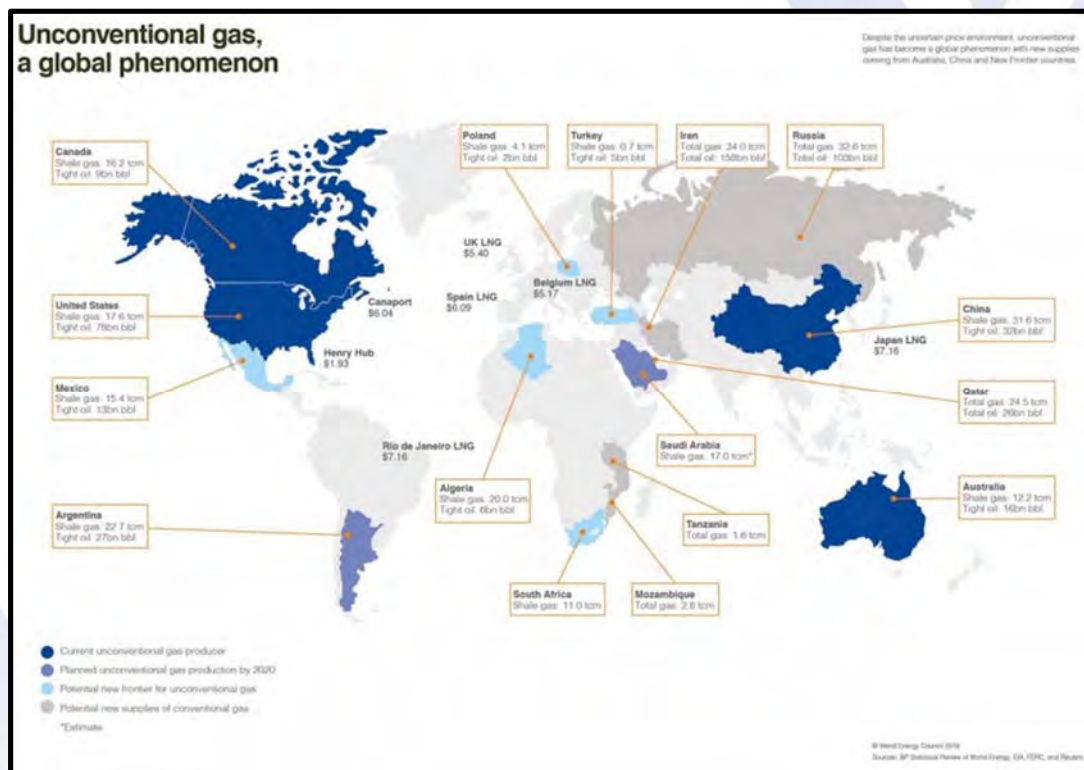 Unconventional gas,
a global phenomenon
Despite the uncertain price environment, unconventional
gas has become a global phenomenon with new supplies
coming from Australia, China and New Frontier countries.
Canada
Shale gas: 16.2 tcm
Tight oil: 9bn bbl
Poland
Shale gas: 4.1 tcm
Tight oil: 2bn bbl
Turkey
Shale gas: 0.7 tcm
Tight oil: 5bn bbl
Iran
Total gas: 34.0 tcm
Total oil: 158bn bbl
Russia
Total gas: 32.6 tcm
Total oil: 103bn bbl
UK LNG
$5.40
Belgium LNG
$5.17
Spain LNG
$6.09
Canaport
$6.04
United States
Shale gas: 17.6 tcm
Tight oil: 78bn bbl
Henry Hub
$1.93
China
Shale gas: 31.6 tcm
Tight oil: 32bn bbl
Japan LNG
$7.16
Mexico
Shale gas: 15.4 tcm
Tight oil: 13bn bbl
Qatar
Total gas: 24.5 tcm
Total oil: 26bn bbl
Rio de Janeiro LNG
$7.16
Saudi Arabia
Shale gas: 17.0 tcm*
Algeria
Shale gas: 20.0 tcm
Tight oil: 6bn bbl
Australia
Shale gas: 12.2 tcm
Tight oil: 16bn bbl
Argentina
Shale gas: 22.7 tcm
Tight oil: 27bn bbl
Tanzania
Total gas: 1.6 tcm
South Africa
Shale gas: 11.0 tcm
Mozambique
Total gas: 2.8 tcm
Current unconventional gas producer
Planned unconventional gas production by 2020
Potential new frontier for unconventional gas
Potential new supplies of conventional gas
*Estimate
© World Energy Council 2016
Sources: BP Statistical Review of World Energy, EIA, FERC, and Reuters